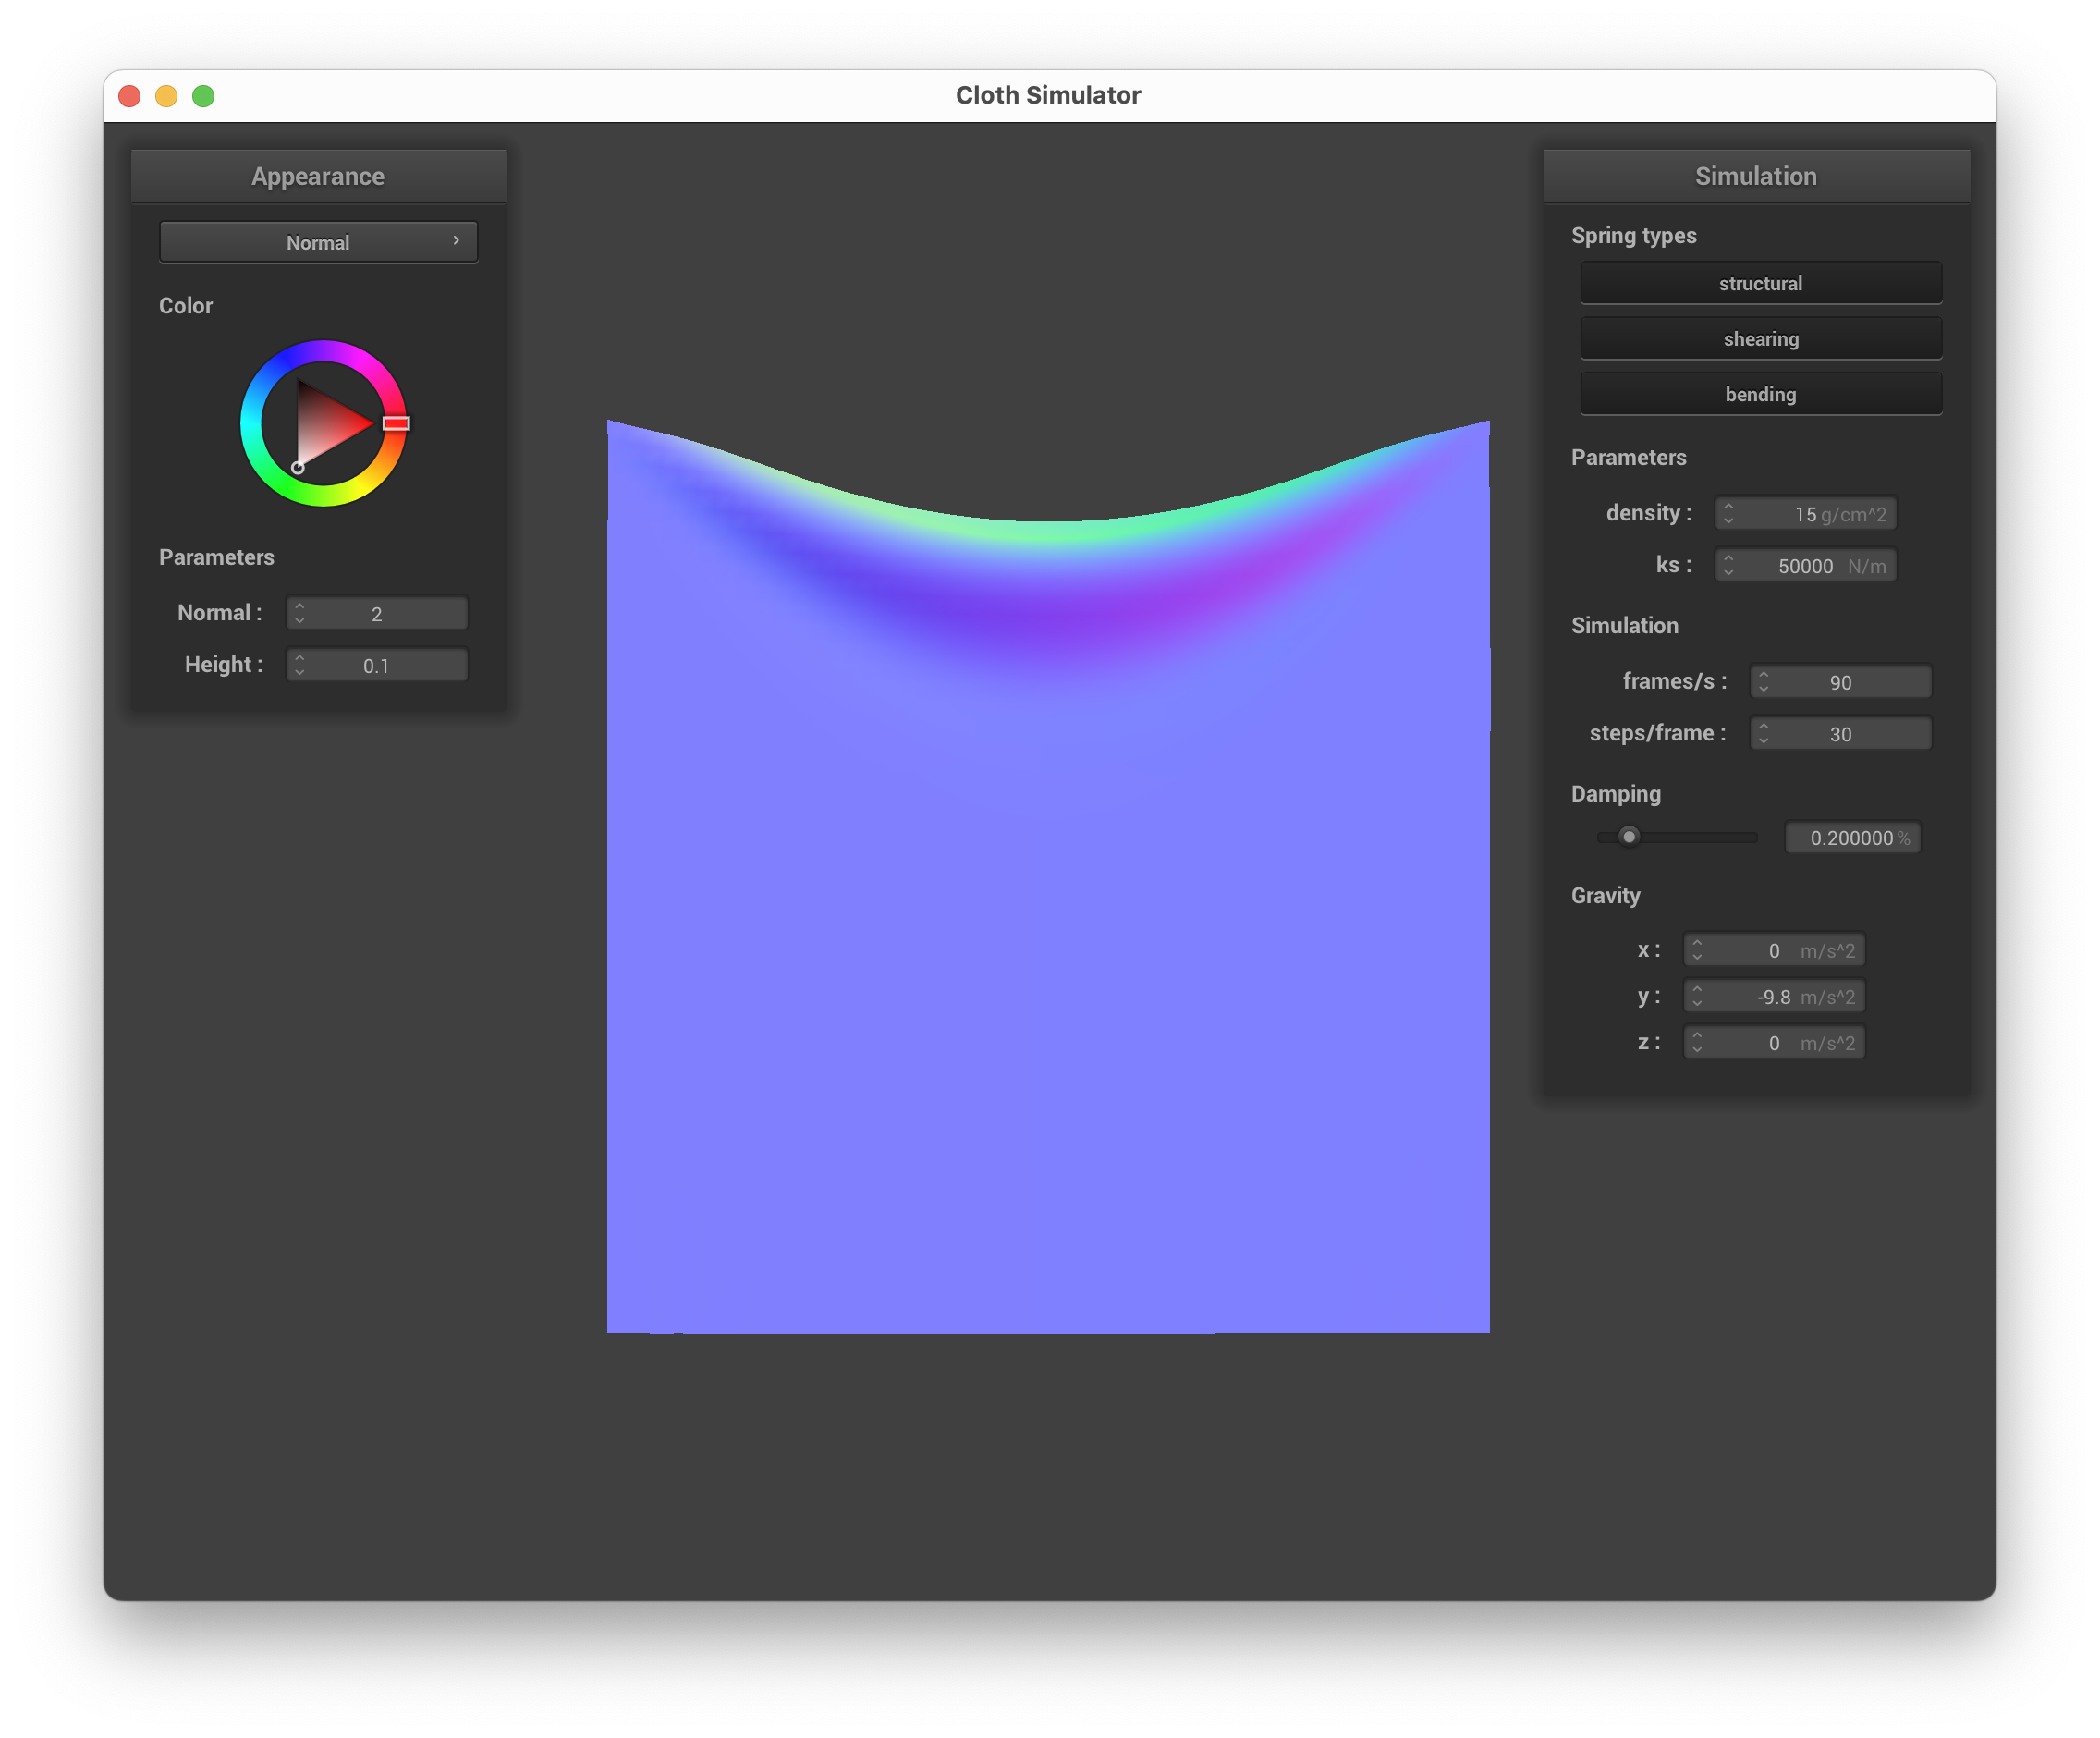 Cloth Simulator
Appearance
Normal
Color
Parameters
Normal : 2
Height : 0.1
Simulation
Spring types
structural
shearing
bending
Parameters
density : 15 g/cm^2
ks : 50000 N/m
Simulation
frames/s : 90
steps/frame : 30
Damping
0.200000 %
Gravity
x : 0 m/s^2
y : -9.8 m/s^2
z : 0 m/s^2